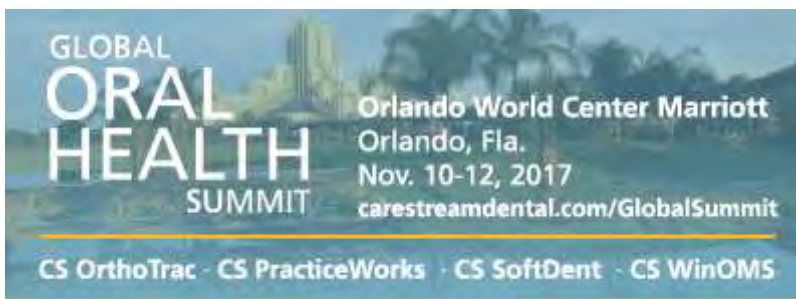 GLOBAL
ORAL
HEALTH
SUMMIT
Orlando World Center Marriott
Orlando, Fla.
Nov. 10-12, 2017
carestreamdental.com/GlobalSummit
CS OrthoTrac · CS PracticeWorks · CS SoftDent · CS WinOMS